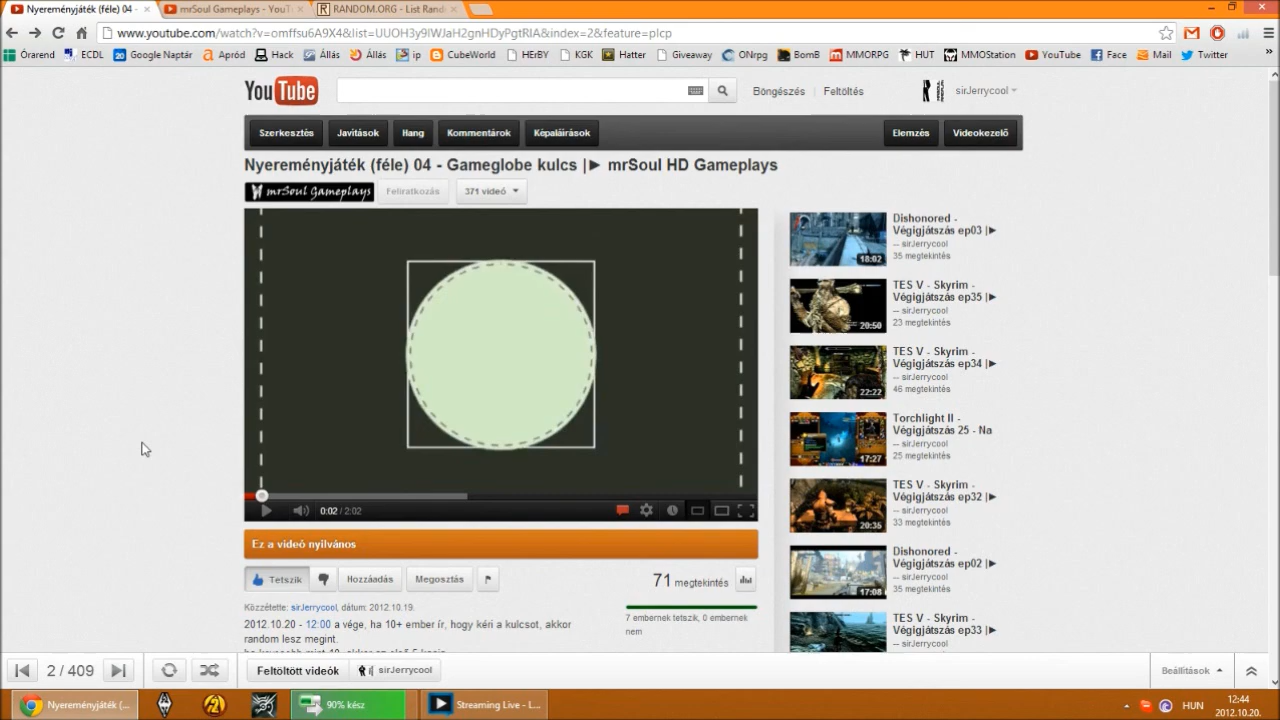 Nyereményjáték (féle) 04 -
mrSoul Gameplays - YouT
RANDOM.ORG - List Rand
www.youtube.com/watch?v=omffsu6A9X4&list=UUOH3y9lWJaH2gnHDyPgtRIA&index=2&feature=plcp
Órarend ECDL Google Naptár Apród Hack Állás Állás ip CubeWorld HErBY KGK Hatter Giveaway ONrpg BomB MMORPG HUT MMOStation YouTube Face Mail Twitter
YouTube Böngészés Feltöltés sirJerrycool
Szerkesztés Javítások Hang Kommentárok Képaláírások Elemzés Videokezelő
Nyereményjáték (féle) 04 - Gameglobe kulcs |► mrSoul HD Gameplays
mrSoul Gameplays Feliratkozás 371 videó
Dishonored -
Végigjátszás ep03 |►
-- sirJerrycool
35 megtekintés
18:02
TES V - Skyrim -
Végigjátszás ep35 |►
-- sirJerrycool
23 megtekintés
20:50
TES V - Skyrim -
Végigjátszás ep34 |►
-- sirJerrycool
46 megtekintés
22:22
Torchlight II -
Végigjátszás 25 - Na
-- sirJerrycool
25 megtekintés
17:27
TES V - Skyrim -
Végigjátszás ep32 |►
-- sirJerrycool
33 megtekintés
20:35
Dishonored -
Végigjátszás ep02 |►
-- sirJerrycool
35 megtekintés
17:08
TES V - Skyrim -
Végigjátszás ep33 |►
-- sirJerrycool
0:02 / 2:02
Ez a videó nyilvános
Tetszik Hozzáadás Megosztás 71 megtekintés
Közzétette: sirJerrycool, dátum: 2012.10.19.
7 embernek tetszik, 0 embernek
nem
2012.10.20 - 12:00 a vége, ha 10+ ember ír, hogy kéri a kulcsot, akkor
random lesz megint.
2 / 409 Feltöltött videók sirJerrycool Beállítások
Nyereményjáték (... 90% kész Streaming Live - L... HUN
12:44
2012.10.20.